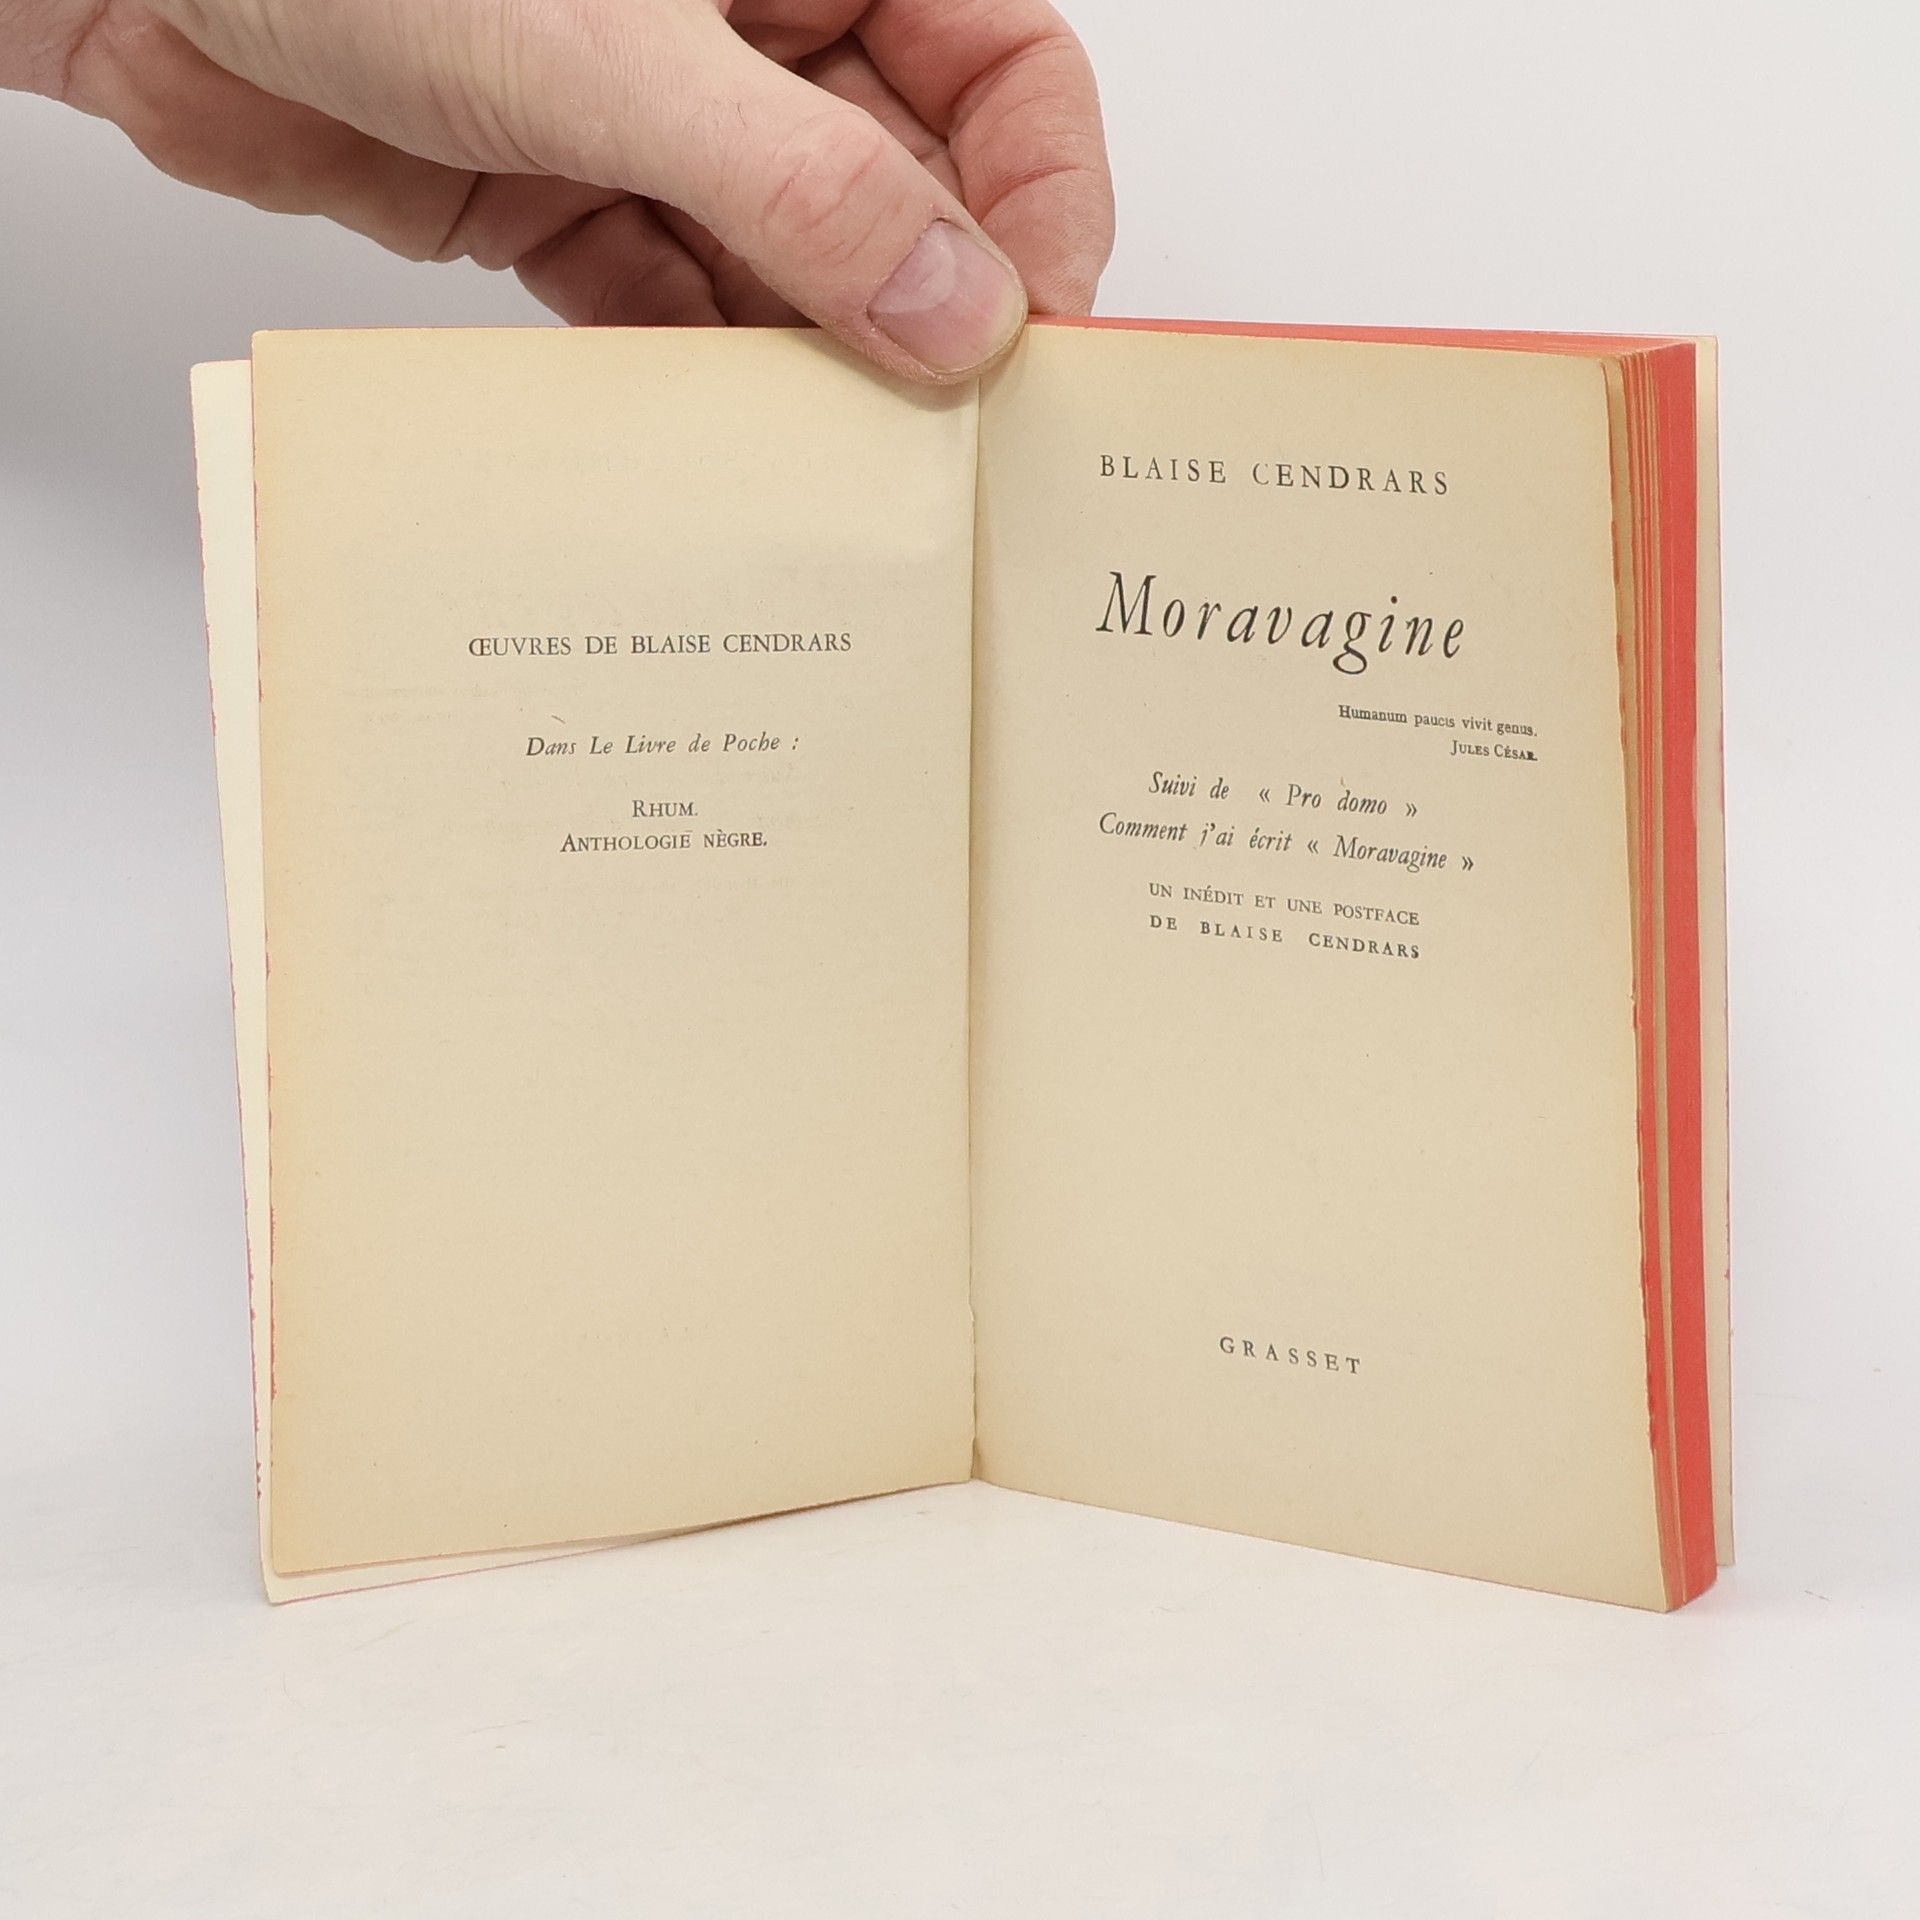 ŒUVRES DE BLAISE CENDRARS
Dans Le Livre de Poche :
RHUM.
ANTHOLOGIE NÈGRE.
BLAISE CENDRARS
Moravagine
Humanum paucis vivit genus.
JULES CÉSAR.
Suivi de « Pro domo »
Comment j'ai écrit « Moravagine »
UN INÉDIT ET UNE POSTFACE
DE BLAISE CENDRARS
GRASSET